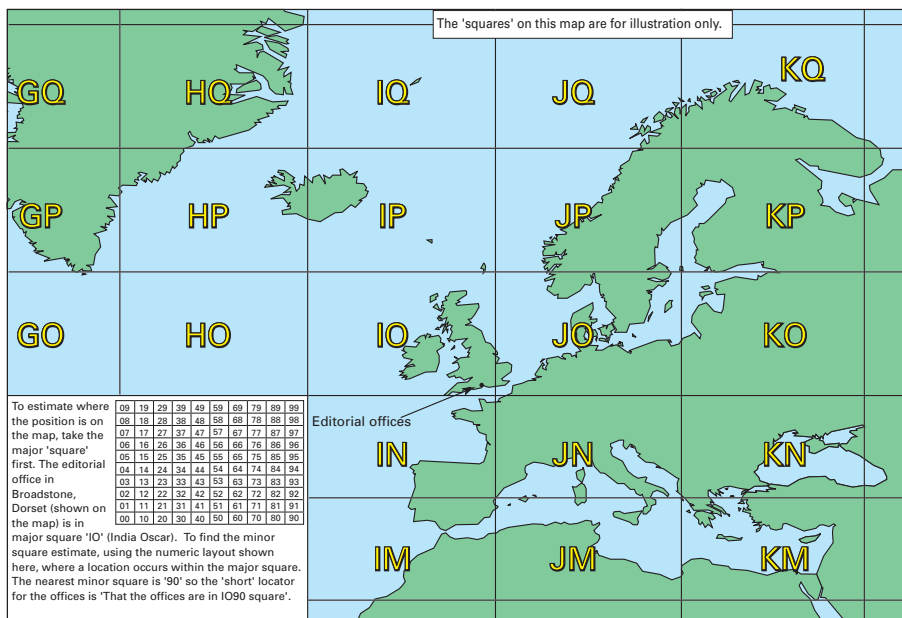 The 'squares' on this map are for illustration only.
GQ HQ IQ JQ KQ
GP HP IP JP KP
GO HO IO JO KO
Editorial offices
IN JN KN
IM JM KM
To estimate where
the position is on
the map, take the
major 'square'
first. The editorial
office in
Broadstone,
Dorset (shown on
the map) is in
major square 'IO' (India Oscar). To find the minor
square estimate, using the numeric layout shown
here, where a location occurs within the major square.
The nearest minor square is '90' so the 'short' locator
for the offices is 'That the offices are in IO90 square'.
09 19 29 39 49 59 69 79 89 99
08 18 28 38 48 58 68 78 88 98
07 17 27 37 47 57 67 77 87 97
06 16 26 36 46 56 66 76 86 96
05 15 25 35 45 55 65 75 85 95
04 14 24 34 44 54 64 74 84 94
03 13 23 33 43 53 63 73 83 93
02 12 22 32 42 52 62 72 82 92
01 11 21 31 41 51 61 71 81 91
00 10 20 30 40 50 60 70 80 90